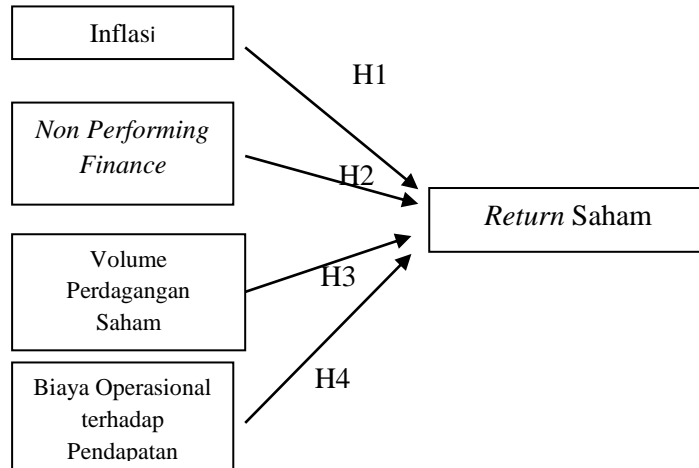 Inflasi
H1
Non Performing
Finance
H2
Return Saham
Volume
Perdagangan
Saham
H3
Biaya Operasional
terhadap
Pendapatan
H4